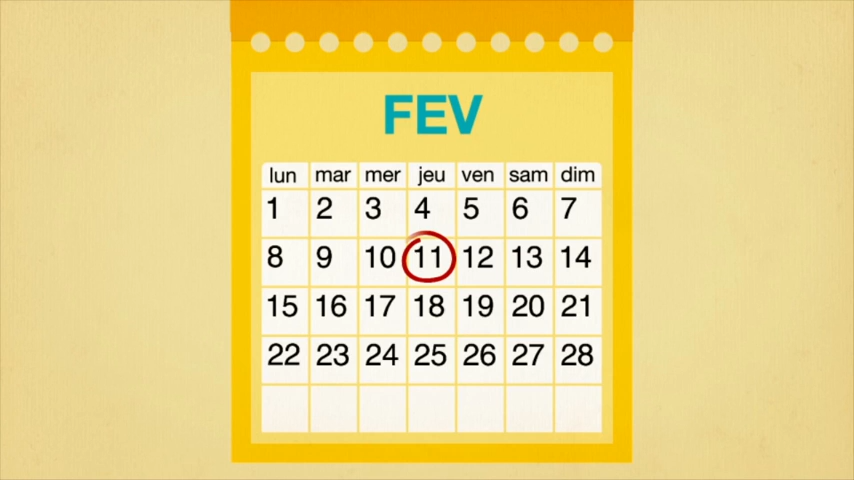 FEV
lun mar mer jeu ven sam dim
1 2 3 4 5 6 7
8 9 10 11 12 13 14
15 16 17 18 19 20 21
22 23 24 25 26 27 28